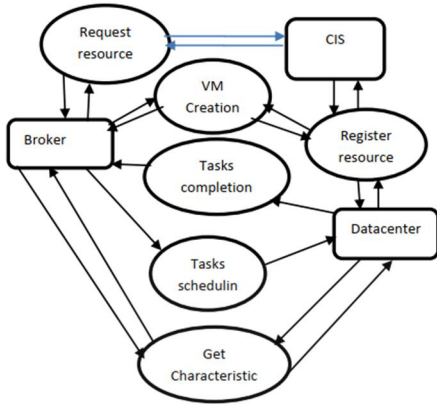 Request
resource
CIS
VM
Creation
Broker
Register
resource
Tasks
completion
Datacenter
Tasks
schedulin
Get
Characteristic